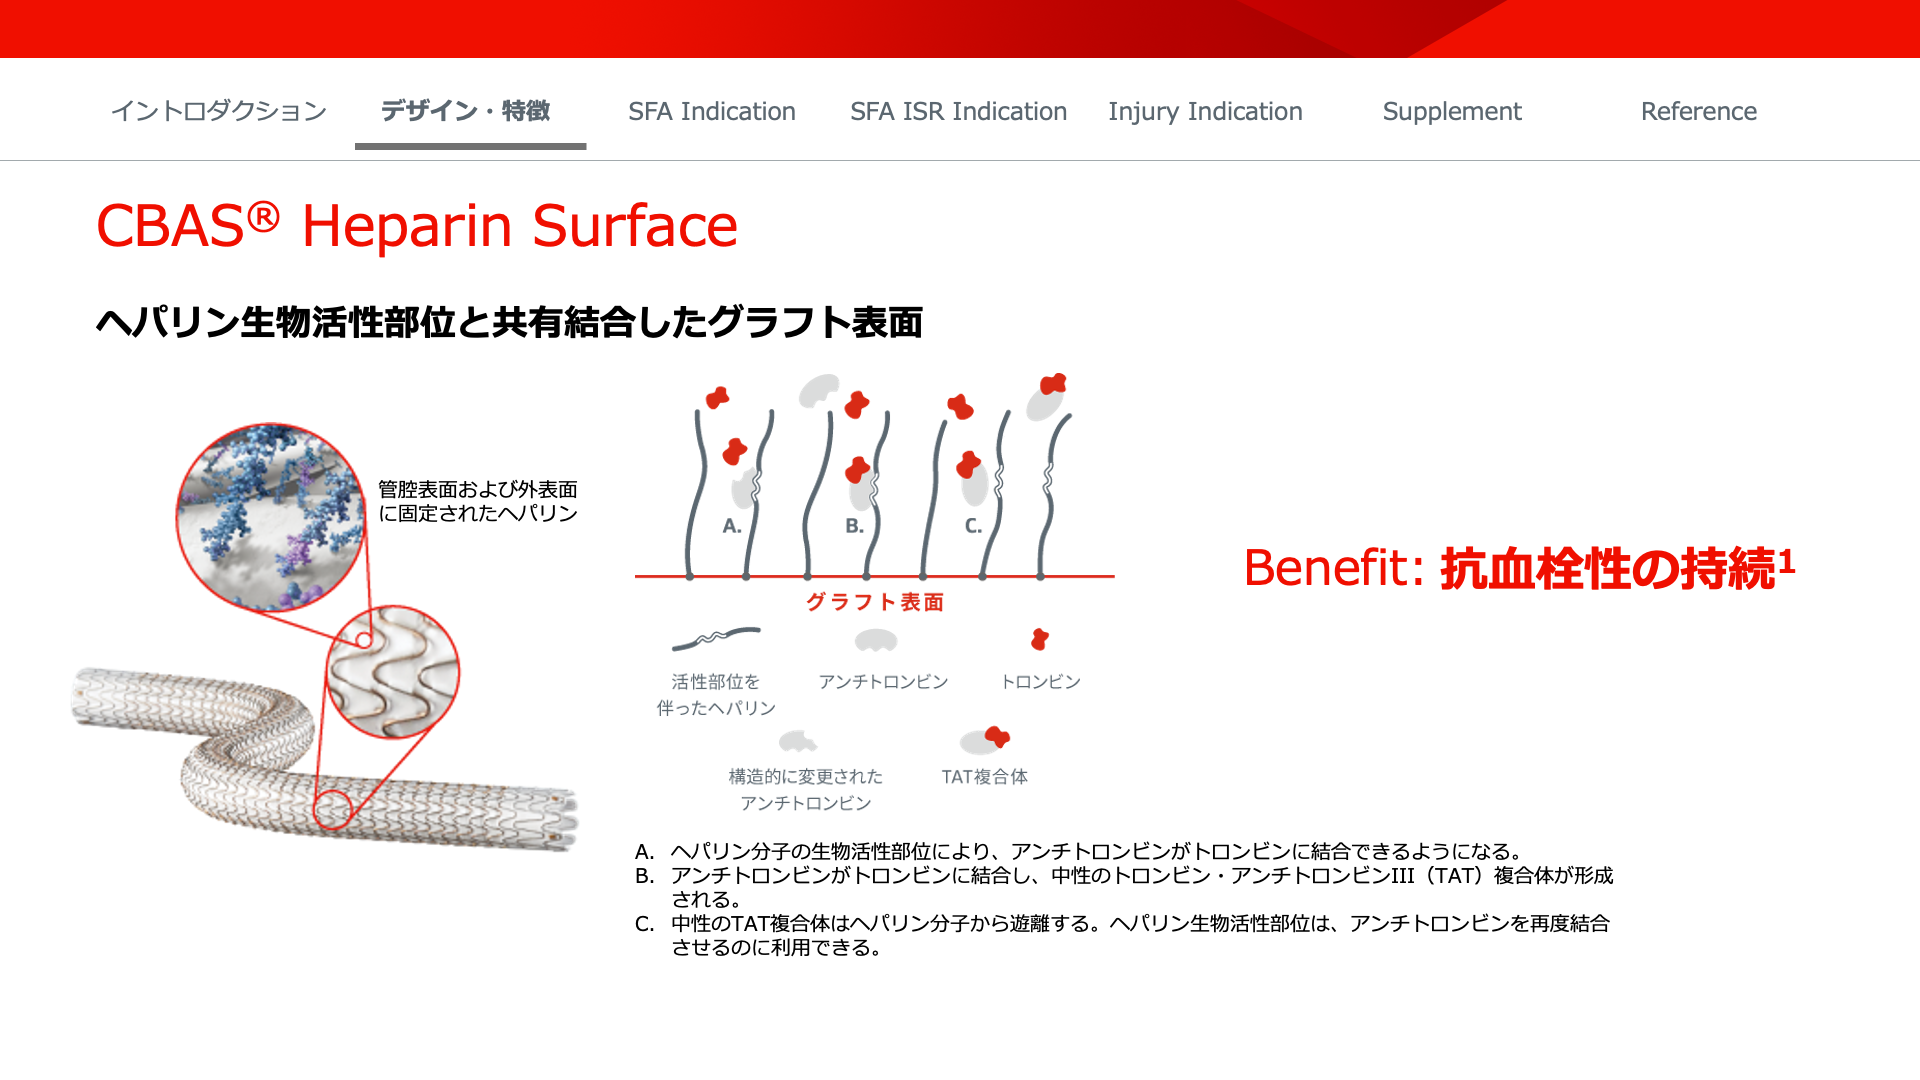 イントロダクション
デザイン・特徴
SFA Indication
SFA ISR Indication
Injury Indication
Supplement
Reference
CBAS® Heparin Surface
ヘパリン生物活性部位と共有結合したグラフト表面
管腔表面および外表面
に固定されたヘパリン
A.
B.
C.
グラフト表面
活性部位を
伴ったヘパリン
アンチトロンビン
トロンビン
構造的に変更された
アンチトロンビン
TAT複合体
Benefit: 抗血栓性の持続¹
A. ヘパリン分子の生物活性部位により、アンチトロンビンがトロンビンに結合できるようになる。
B. アンチトロンビンがトロンビンに結合し、中性のトロンビン・アンチトロンビンIII（TAT）複合体が形成
される。
C. 中性のTAT複合体はヘパリン分子から遊離する。ヘパリン生物活性部位は、アンチトロンビンを再度結合
させるのに利用できる。